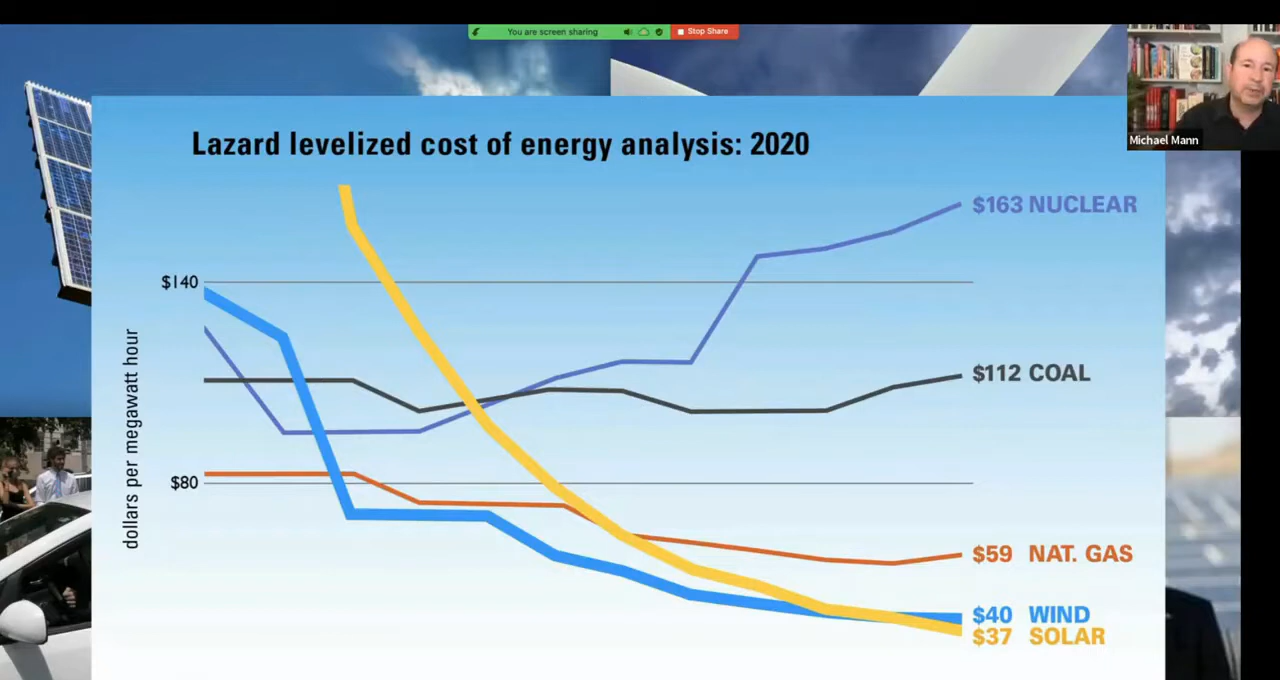 You are screen sharing
Stop Share
Michael Mann
Lazard levelized cost of energy analysis: 2020
$163 NUCLEAR
$140
dollars per megawatt hour
$112 COAL
$80
$59 NAT. GAS
$40 WIND
$37 SOLAR